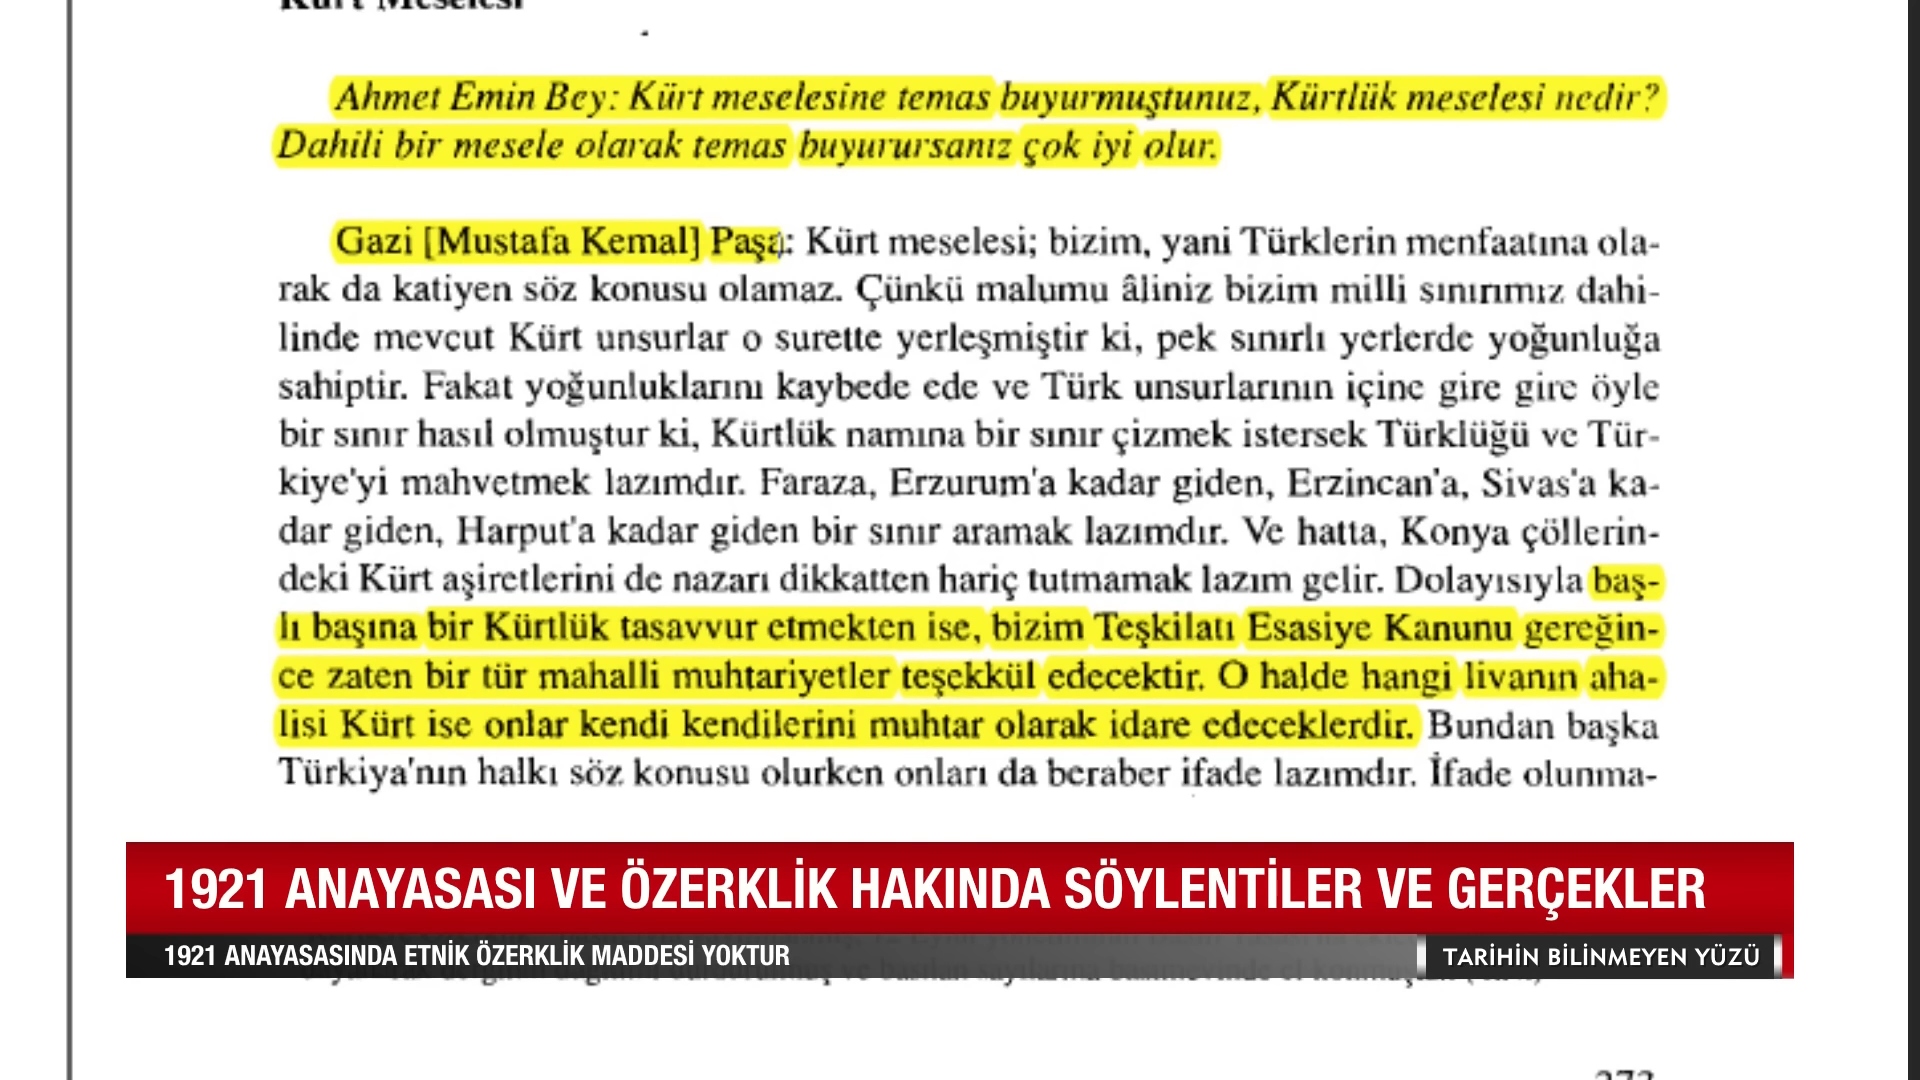 Kürt Meselesi
Ahmet Emin Bey: Kürt meselesine temas buyurmuştunuz, Kürtlük meselesi nedir?
Dahili bir mesele olarak temas buyurursanız çok iyi olur.
Gazi [Mustafa Kemal] Paşa: Kürt meselesi; bizim, yani Türklerin menfaatına ola-
rak da katiyen söz konusu olamaz. Çünkü malumu âliniz bizim milli sınırımız dahi-
linde mevcut Kürt unsurlar o surette yerleşmiştir ki, pek sınırlı yerlerde yoğunluğa
sahiptir. Fakat yoğunluklarını kaybede ede ve Türk unsurlarının içine gire gire öyle
bir sınır hasıl olmuştur ki, Kürtlük namına bir sınır çizmek istersek Türklüğü ve Tür-
kiye'yi mahvetmek lazımdır. Faraza, Erzurum'a kadar giden, Erzincan'a, Sivas'a ka-
dar giden, Harput'a kadar giden bir sınır aramak lazımdır. Ve hatta, Konya çöllerin-
deki Kürt aşiretlerini de nazarı dikkatten hariç tutmamak lazım gelir. Dolayısıyla baş-
lı başına bir Kürtlük tasavvur etmekten ise, bizim Teşkilatı Esasiye Kanunu gereğin-
ce zaten bir tür mahalli muhtariyetler teşekkül edecektir. O halde hangi livanın aha-
lisi Kürt ise onlar kendi kendilerini muhtar olarak idare edeceklerdir. Bundan başka
Türkiya'nın halkı söz konusu olurken onları da beraber ifade lazımdır. İfade olunma-
1921 ANAYASASI VE ÖZERKLİK HAKINDA SÖYLENTİLER VE GERÇEKLER
1921 ANAYASASINDA ETNİK ÖZERKLİK MADDESİ YOKTUR
TARİHİN BİLİNMEYEN YÜZÜ